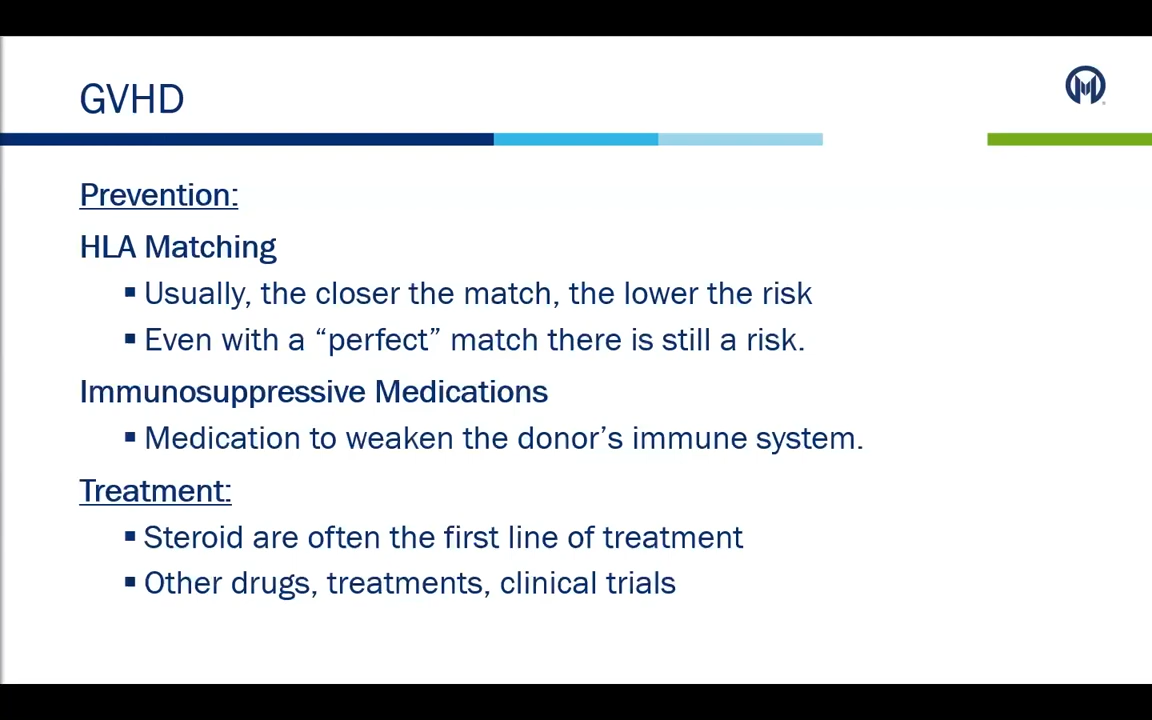 GVHD
Prevention:
HLA Matching
▪ Usually, the closer the match, the lower the risk
▪ Even with a “perfect” match there is still a risk.
Immunosuppressive Medications
▪ Medication to weaken the donor’s immune system.
Treatment:
▪ Steroid are often the first line of treatment
▪ Other drugs, treatments, clinical trials